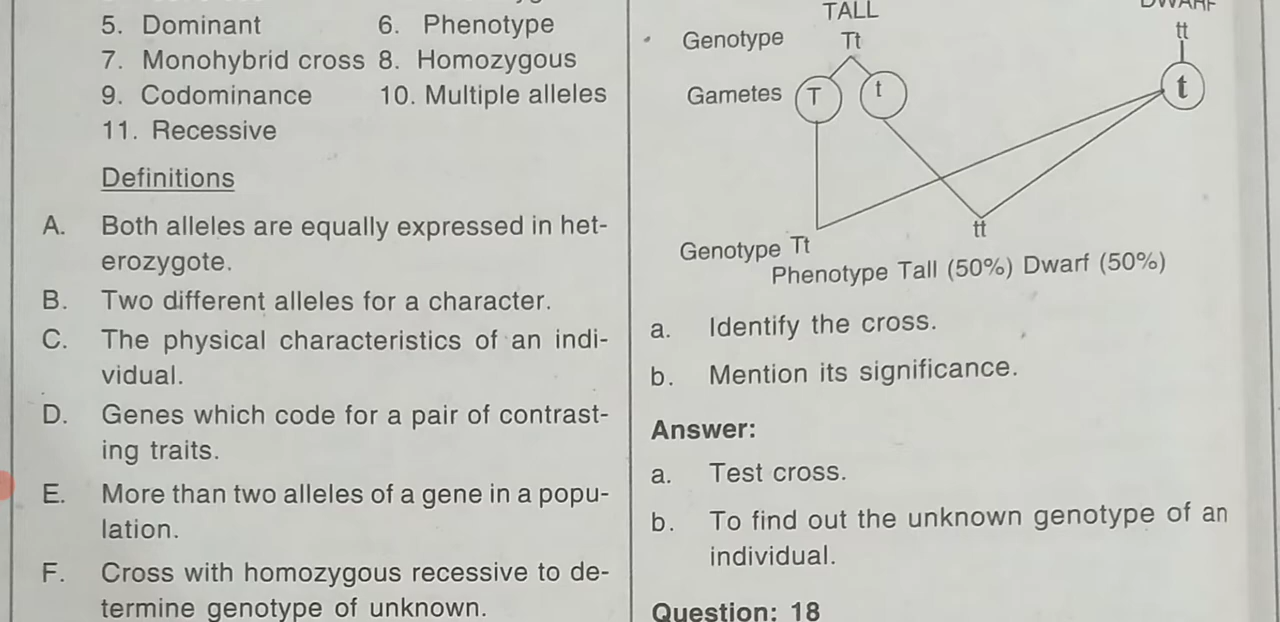 5. Dominant 6. Phenotype
7. Monohybrid cross 8. Homozygous
9. Codominance 10. Multiple alleles
11. Recessive
Definitions
A. Both alleles are equally expressed in het-
erozygote.
B. Two different alleles for a character.
C. The physical characteristics of an indi-
vidual.
D. Genes which code for a pair of contrast-
ing traits.
E. More than two alleles of a gene in a popu-
lation.
F. Cross with homozygous recessive to de-
termine genotype of unknown.
TALL DWARF
Genotype Tt tt
Gametes T t t
Genotype Tt tt
Phenotype Tall (50%) Dwarf (50%)
a. Identify the cross.
b. Mention its significance.
Answer:
a. Test cross.
b. To find out the unknown genotype of an
individual.
Question: 18